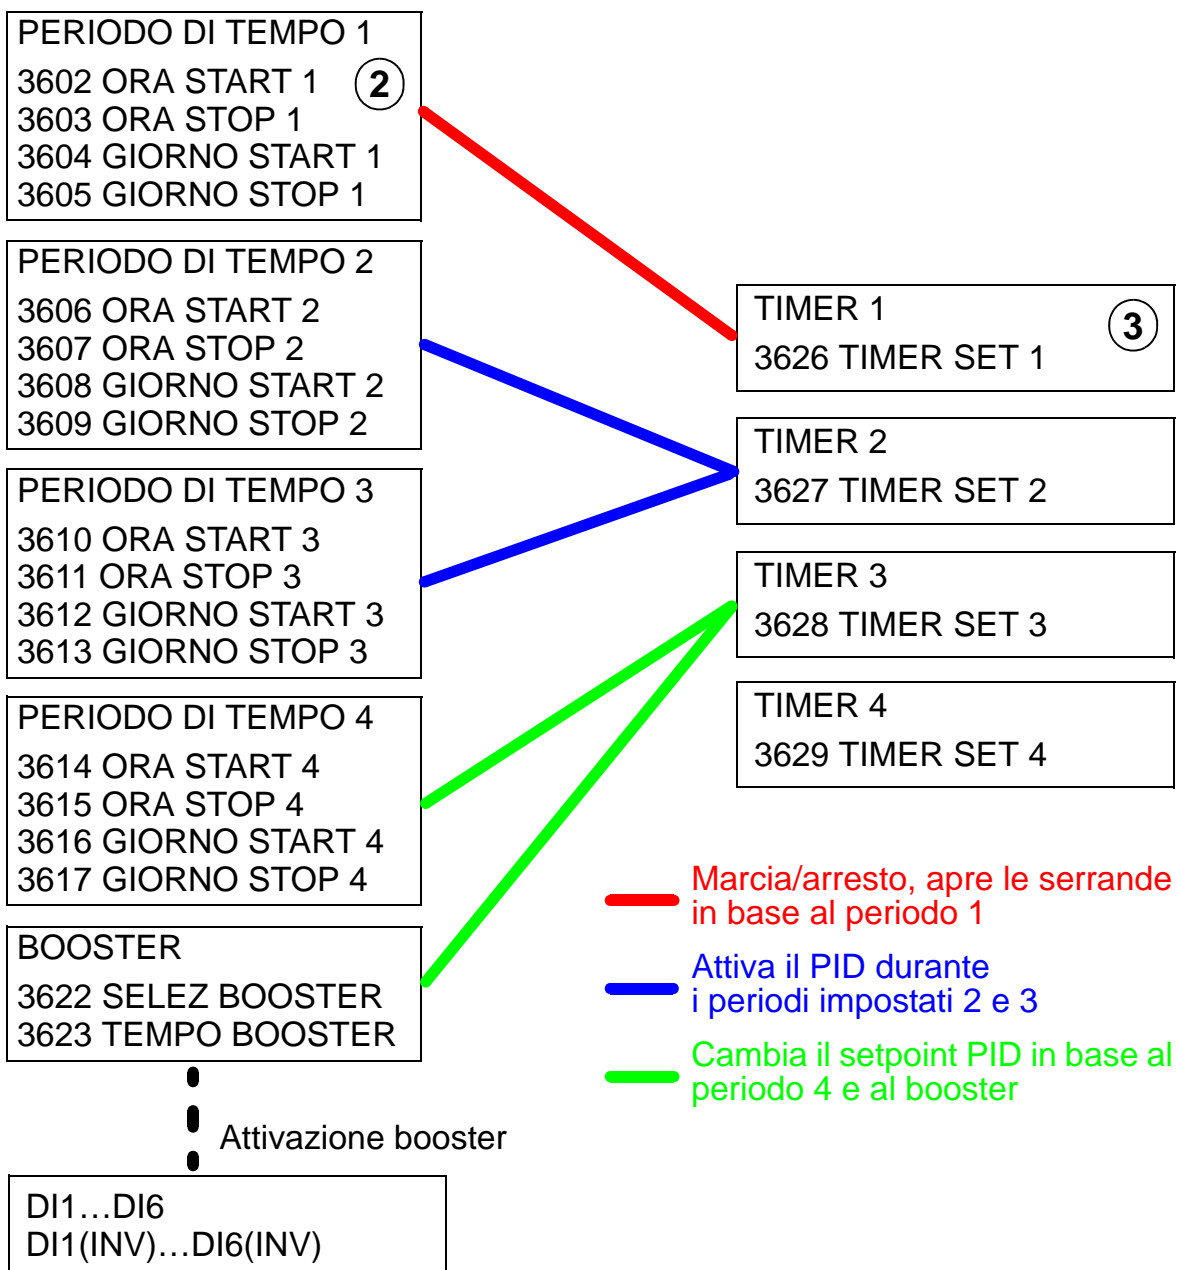 PERIODO DI TEMPO 1
3602 ORA START 1
2
3603 ORA STOP 1
3604 GIORNO START 1
3605 GIORNO STOP 1
PERIODO DI TEMPO 2
3606 ORA START 2
3607 ORA STOP 2
3608 GIORNO START 2
3609 GIORNO STOP 2
PERIODO DI TEMPO 3
3610 ORA START 3
3611 ORA STOP 3
3612 GIORNO START 3
3613 GIORNO STOP 3
PERIODO DI TEMPO 4
3614 ORA START 4
3615 ORA STOP 4
3616 GIORNO START 4
3617 GIORNO STOP 4
BOOSTER
3622 SELEZ BOOSTER
3623 TEMPO BOOSTER
Attivazione booster
DI1…DI6
DI1(INV)…DI6(INV)
TIMER 1
3
3626 TIMER SET 1
TIMER 2
3627 TIMER SET 2
TIMER 3
3628 TIMER SET 3
TIMER 4
3629 TIMER SET 4
Marcia/arresto, apre le serrande
in base al periodo 1
Attiva il PID durante
i periodi impostati 2 e 3
Cambia il setpoint PID in base al
periodo 4 e al booster